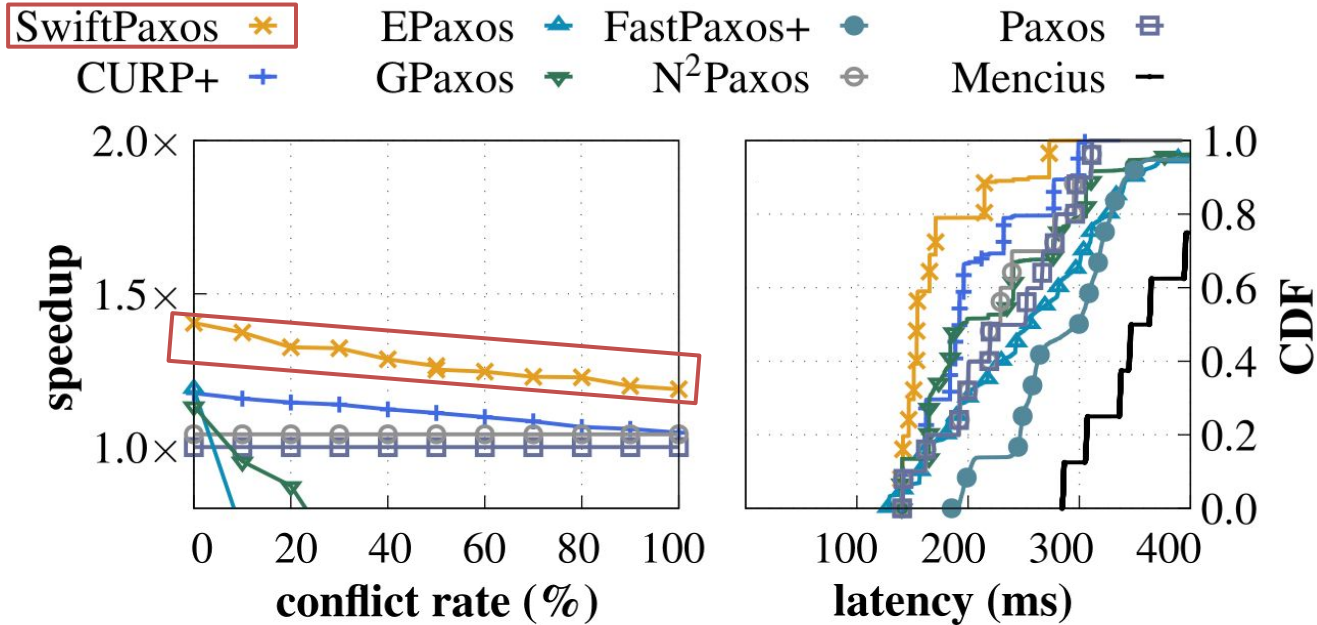 SwiftPaxos EPaxos FastPaxos+ Paxos
CURP+ GPaxos N²Paxos Mencius
2.0×
1.5×
1.0×
speedup
0 20 40 60 80 100
conflict rate (%)
1.0
0.8
0.6
0.4
0.2
0.0
CDF
100 200 300 400
latency (ms)